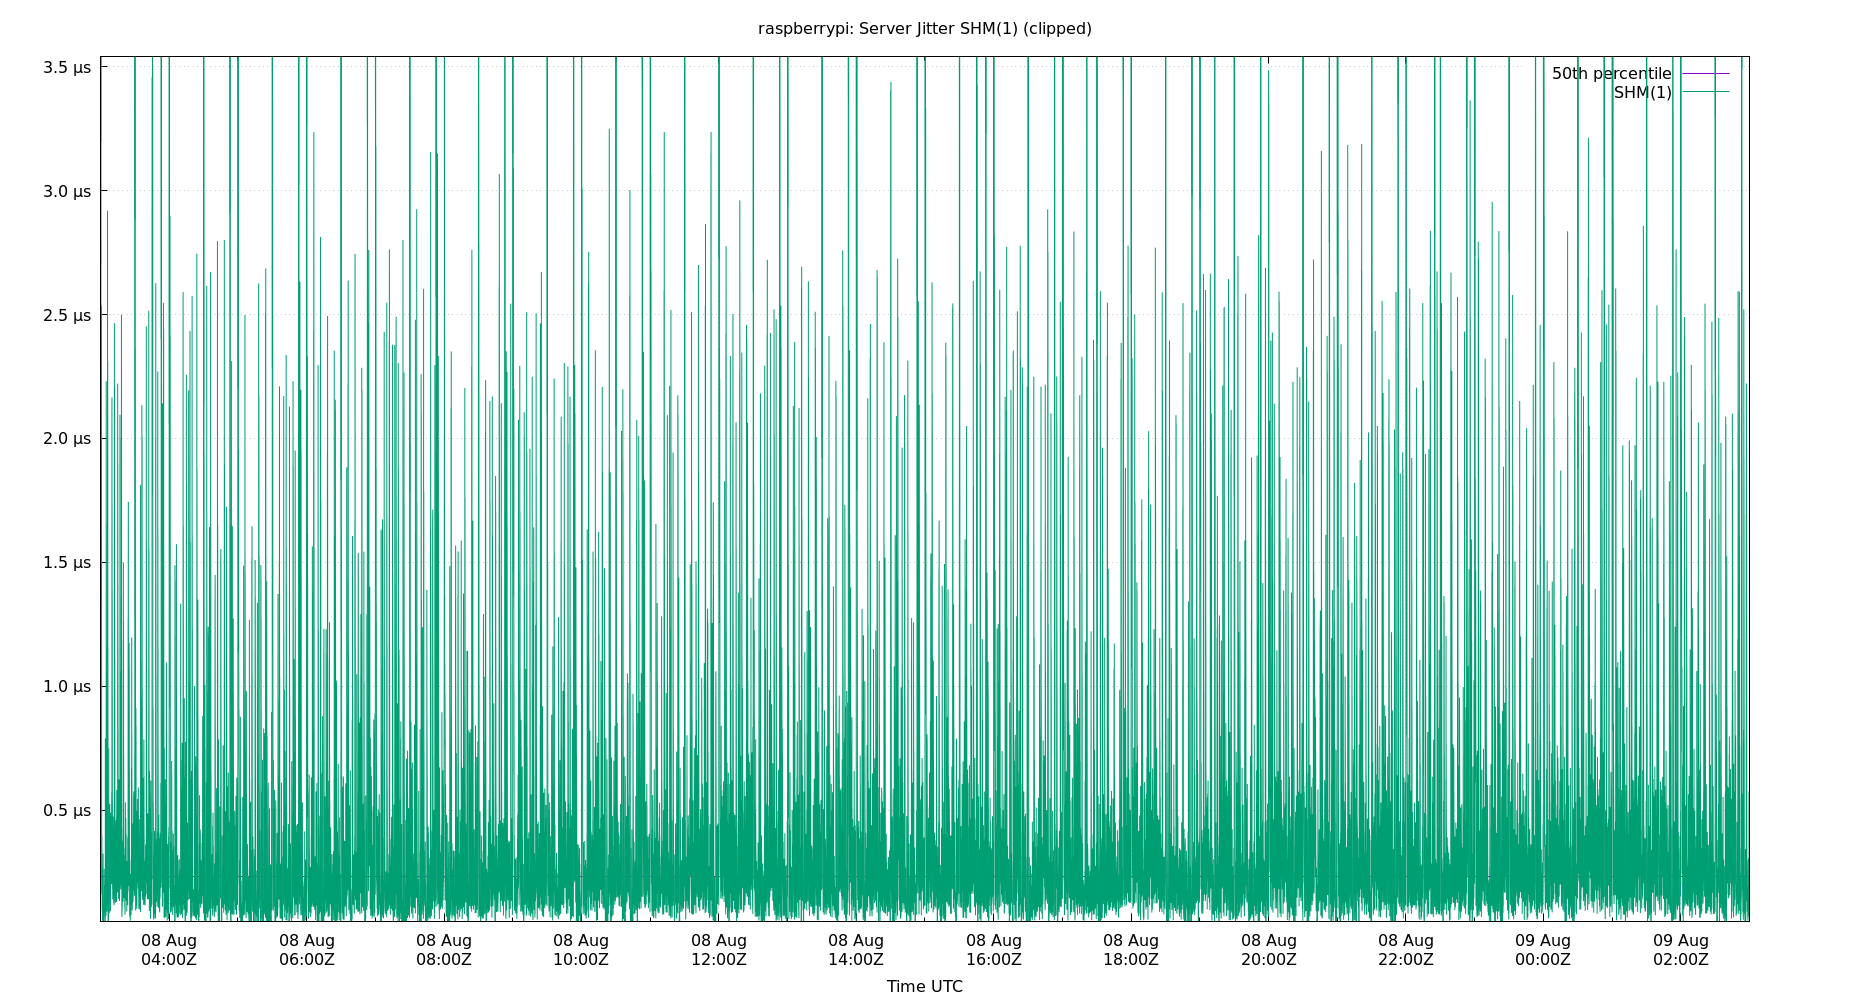 raspberrypi: Server Jitter SHM(1) (clipped)
50th percentile
SHM(1)
3.5 µs
3.0 µs
2.5 µs
2.0 µs
1.5 µs
1.0 µs
0.5 µs
08 Aug 08 Aug 08 Aug 08 Aug 08 Aug 08 Aug 08 Aug 08 Aug 08 Aug 08 Aug 09 Aug 09 Aug
04:00Z 06:00Z 08:00Z 10:00Z 12:00Z 14:00Z 16:00Z 18:00Z 20:00Z 22:00Z 00:00Z 02:00Z
Time UTC